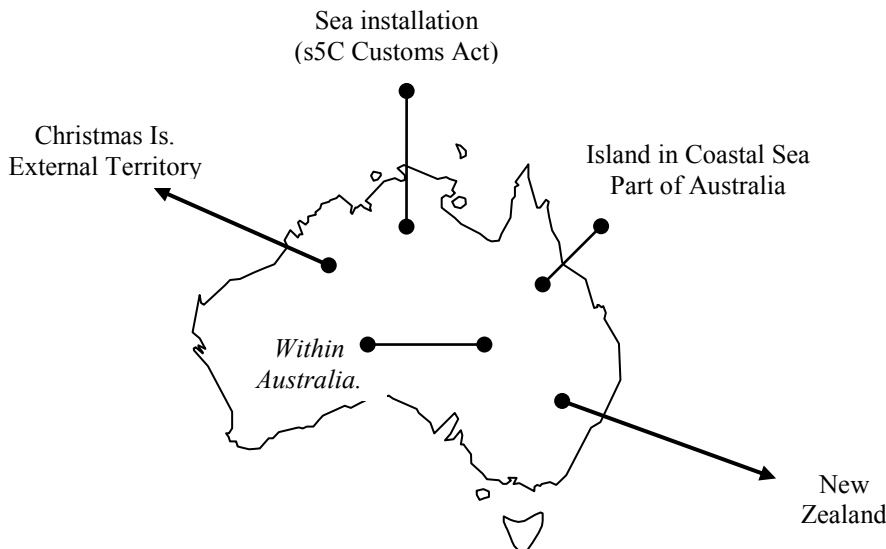 Sea installation
(s5C Customs Act)
Christmas Is.
External Territory
Island in Coastal Sea
Part of Australia
Within
Australia.
New
Zealand